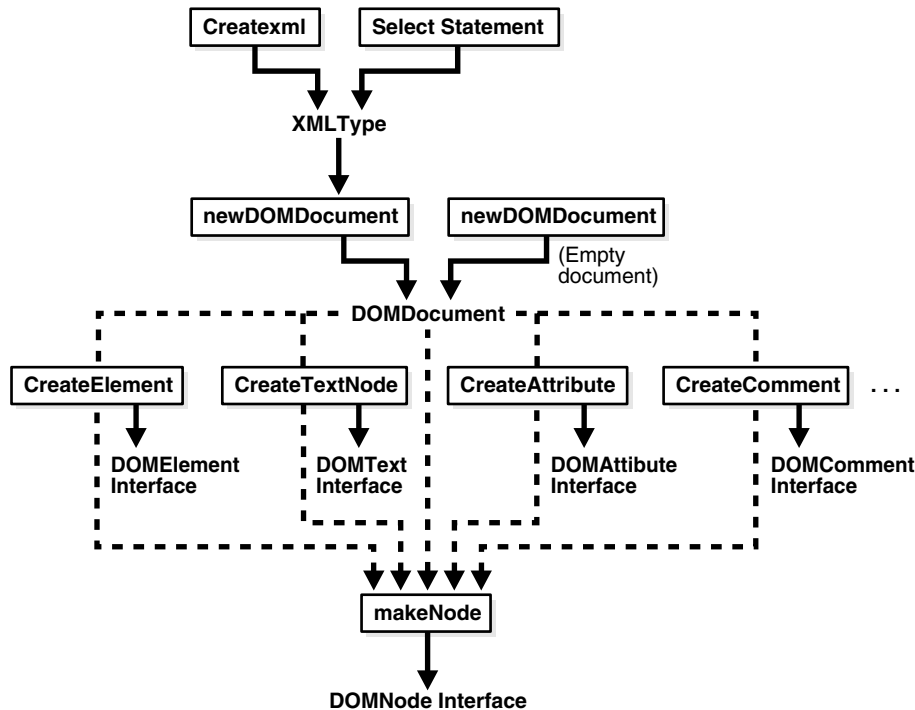 Createxml
Select Statement
XMLType
newDOMDocument
newDOMDocument
(Empty
document)
DOMDocument
CreateElement
CreateTextNode
CreateAttribute
CreateComment
. . .
DOMElement
Interface
DOMText
Interface
DOMAttibute
Interface
DOMComment
Interface
makeNode
DOMNode Interface